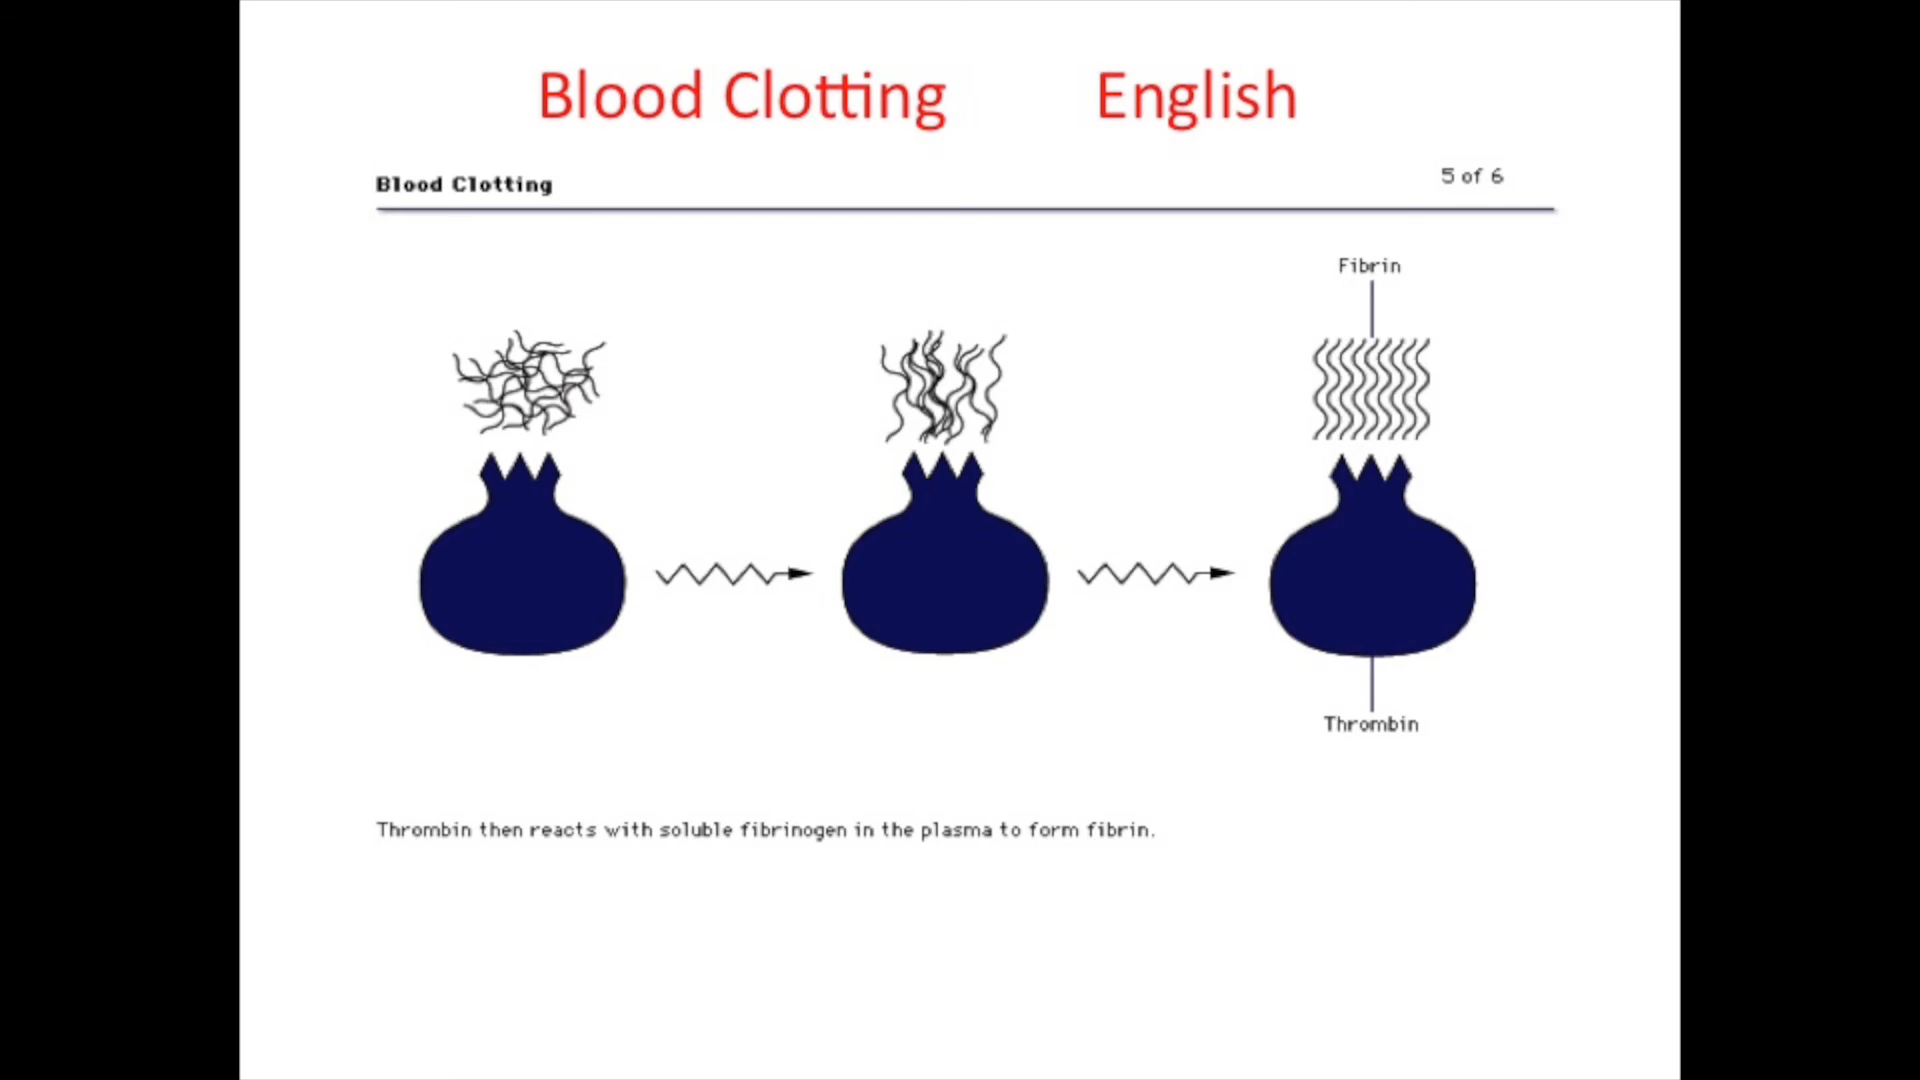 Blood Clotting English
Blood Clotting
5 of 6
Fibrin
Thrombin
Thrombin then reacts with soluble fibrinogen in the plasma to form fibrin.